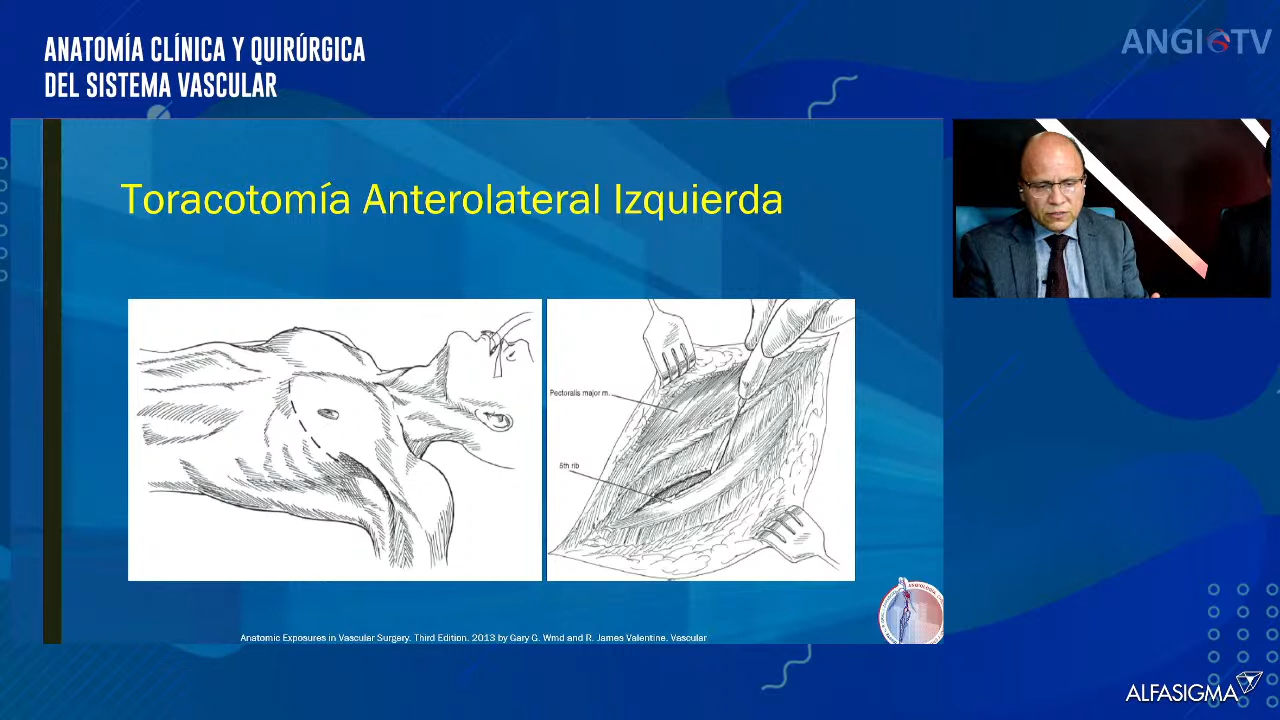 ANATOMÍA CLÍNICA Y QUIRÚRGICA
DEL SISTEMA VASCULAR
ANGIOTV
Toracotomía Anterolateral Izquierda
Pectoralis major m.
5th rib
Anatomic Exposures in Vascular Surgery. Third Edition. 2013 by Gary G. Wmd and R. James Valentine. Vascular
ALFASIGMA